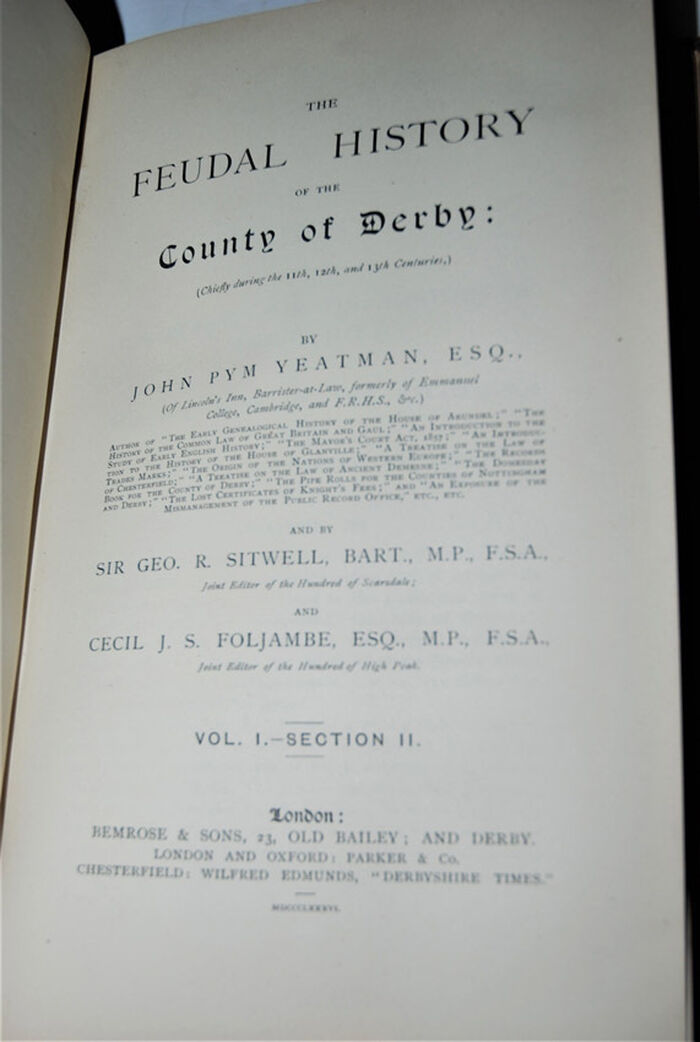 THE
FEUDAL HISTORY
OF THE
County of Derby:
(Chiefly during the 11th, 12th, and 13th Centuries,)
BY
JOHN PYM YEATMAN, ESQ.,
(Of Lincoln's Inn, Barrister-at-Law, formerly of Emmanuel
College, Cambridge, and F.R.H.S., &c.)
AUTHOR OF "THE EARLY GENEALOGICAL HISTORY OF THE HOUSE OF ARUNDEL;" "THE
HISTORY OF THE COMMON LAW OF GREAT BRITAIN AND GAUL;" "AN INTRODUCTION TO THE
STUDY OF EARLY ENGLISH HISTORY;" "THE MAYOR'S COURT ACT, 1857;" "AN INTRODUC-
TION TO THE HISTORY OF THE HOUSE OF GLANVILLE;" "A TREATISE ON THE LAW OF
TRADES MARKS;" "THE ORIGIN OF THE NATIONS OF WESTERN EUROPE;" "THE RECORDS
OF CHESTERFIELD;" "A TREATISE ON THE LAW OF ANCIENT DEMESNE;" "THE DOMESDAY
BOOK FOR THE COUNTY OF DERBY;" "THE PIPE ROLLS FOR THE COUNTIES OF NOTTINGHAM
AND DERBY;" "THE LOST CERTIFICATES OF KNIGHT'S FEES;" AND "AN EXPOSURE OF THE
MISMANAGEMENT OF THE PUBLIC RECORD OFFICE," ETC., ETC.
AND BY
SIR GEO. R. SITWELL, BART., M.P., F.S.A.,
Joint Editor of the Hundred of Scarsdale;
AND
CECIL J. S. FOLJAMBE, ESQ., M.P., F.S.A.,
Joint Editor of the Hundred of High Peak.
VOL. I.—SECTION II.
London:
BEMROSE & SONS, 23, OLD BAILEY; AND DERBY.
LONDON AND OXFORD: PARKER & Co.
CHESTERFIELD: WILFRED EDMUNDS, "DERBYSHIRE TIMES."
MDCCCLXXXVI.